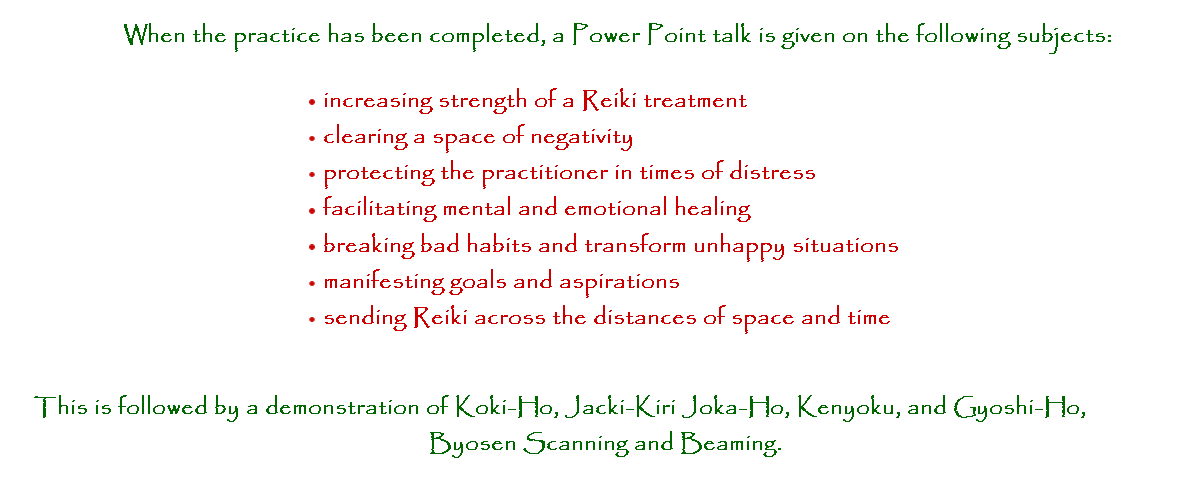 When the practice has been completed, a Power Point talk is given on the following subjects:
• increasing strength of a Reiki treatment
• clearing a space of negativity
• protecting the practitioner in times of distress
• facilitating mental and emotional healing
• breaking bad habits and transform unhappy situations
• manifesting goals and aspirations
• sending Reiki across the distances of space and time
This is followed by a demonstration of Koki-Ho, Jacki-Kiri Joka-Ho, Kenyoku, and Gyoshi-Ho,
Byosen Scanning and Beaming.